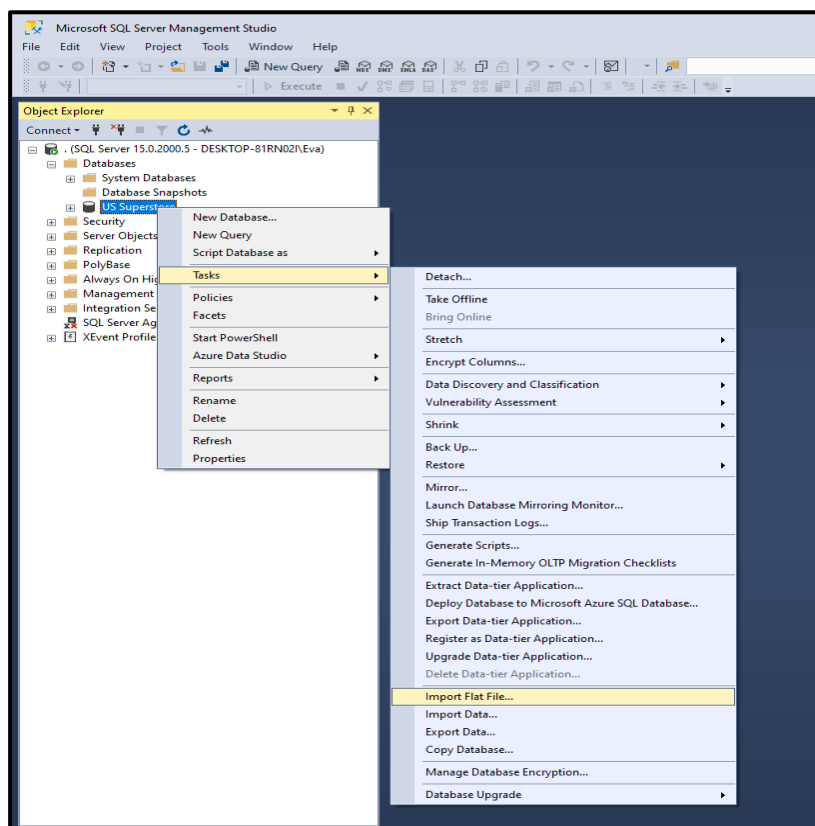 Microsoft SQL Server Management Studio
File Edit View Project Tools Window Help
New Query MDX DMX XMLA DAX
Execute
Object Explorer
Connect
. (SQL Server 15.0.2000.5 - DESKTOP-81RN02I\Eva)
Databases
System Databases
Database Snapshots
US Superstore
Security
Server Objects
Replication
PolyBase
Always On Hig
Management
Integration Se
SQL Server Ag
XEvent Profile
New Database...
New Query
Script Database as
Tasks
Policies
Facets
Start PowerShell
Azure Data Studio
Reports
Rename
Delete
Refresh
Properties
Detach...
Take Offline
Bring Online
Stretch
Encrypt Columns...
Data Discovery and Classification
Vulnerability Assessment
Shrink
Back Up...
Restore
Mirror...
Launch Database Mirroring Monitor...
Ship Transaction Logs...
Generate Scripts...
Generate In-Memory OLTP Migration Checklists
Extract Data-tier Application...
Deploy Database to Microsoft Azure SQL Database...
Export Data-tier Application...
Register as Data-tier Application...
Upgrade Data-tier Application...
Delete Data-tier Application...
Import Flat File...
Import Data...
Export Data...
Copy Database...
Manage Database Encryption...
Database Upgrade